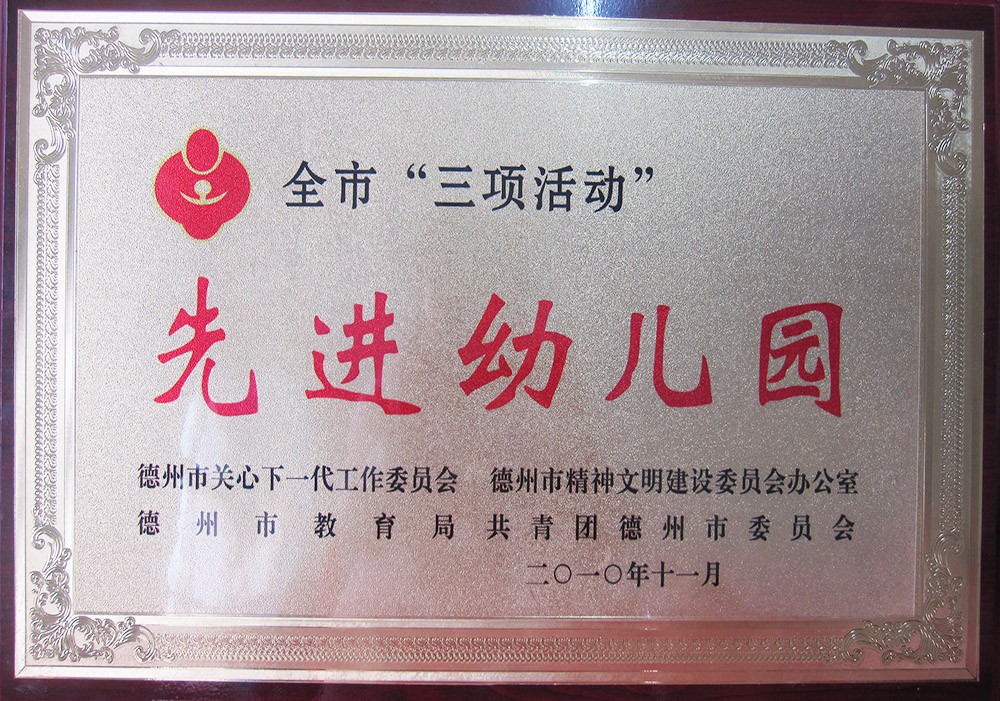 全市“三项活动”
先进幼儿园
德州市关心下一代工作委员会 德州市精神文明建设委员会办公室
德州市教育局 共青团德州市委员会
二〇一〇年十一月